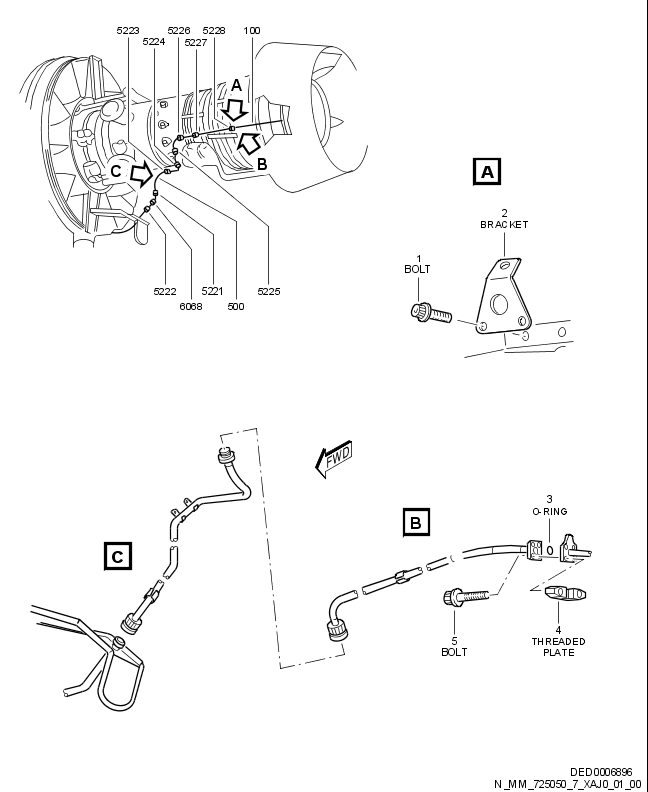 5223
5226
5228
100
5224
5227
A
B
C
A
2
BRACKET
1
BOLT
5222
5221
5225
6068
500
FWD
3
O-RING
B
C
5
BOLT
4
THREADED
PLATE
DED0006896
N_MM_725050_7_XAJ0_01_00